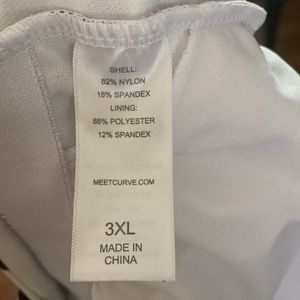 SHELL:
82% NYLON
18% SPANDEX
LINING:
88% POLYESTER
12% SPANDEX
MEETCURVE.COM
3XL
MADE IN
CHINA